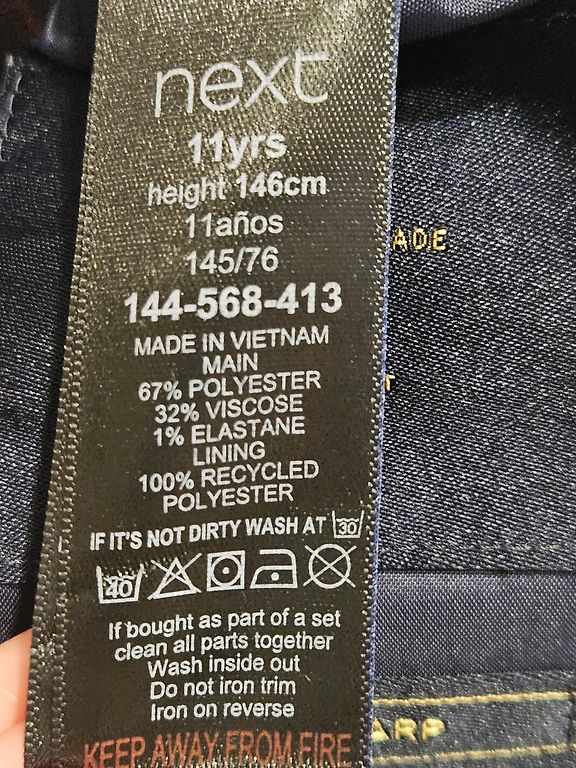 next
11yrs
height 146cm
11años
145/76
144-568-413
MADE IN VIETNAM
MAIN
67% POLYESTER
32% VISCOSE
1% ELASTANE
LINING
100% RECYCLED
POLYESTER
IF IT'S NOT DIRTY WASH AT 30
40
If bought as part of a set
clean all parts together
Wash inside out
Do not iron trim
Iron on reverse
KEEP AWAY FROM FIRE
ADE
T
ARP